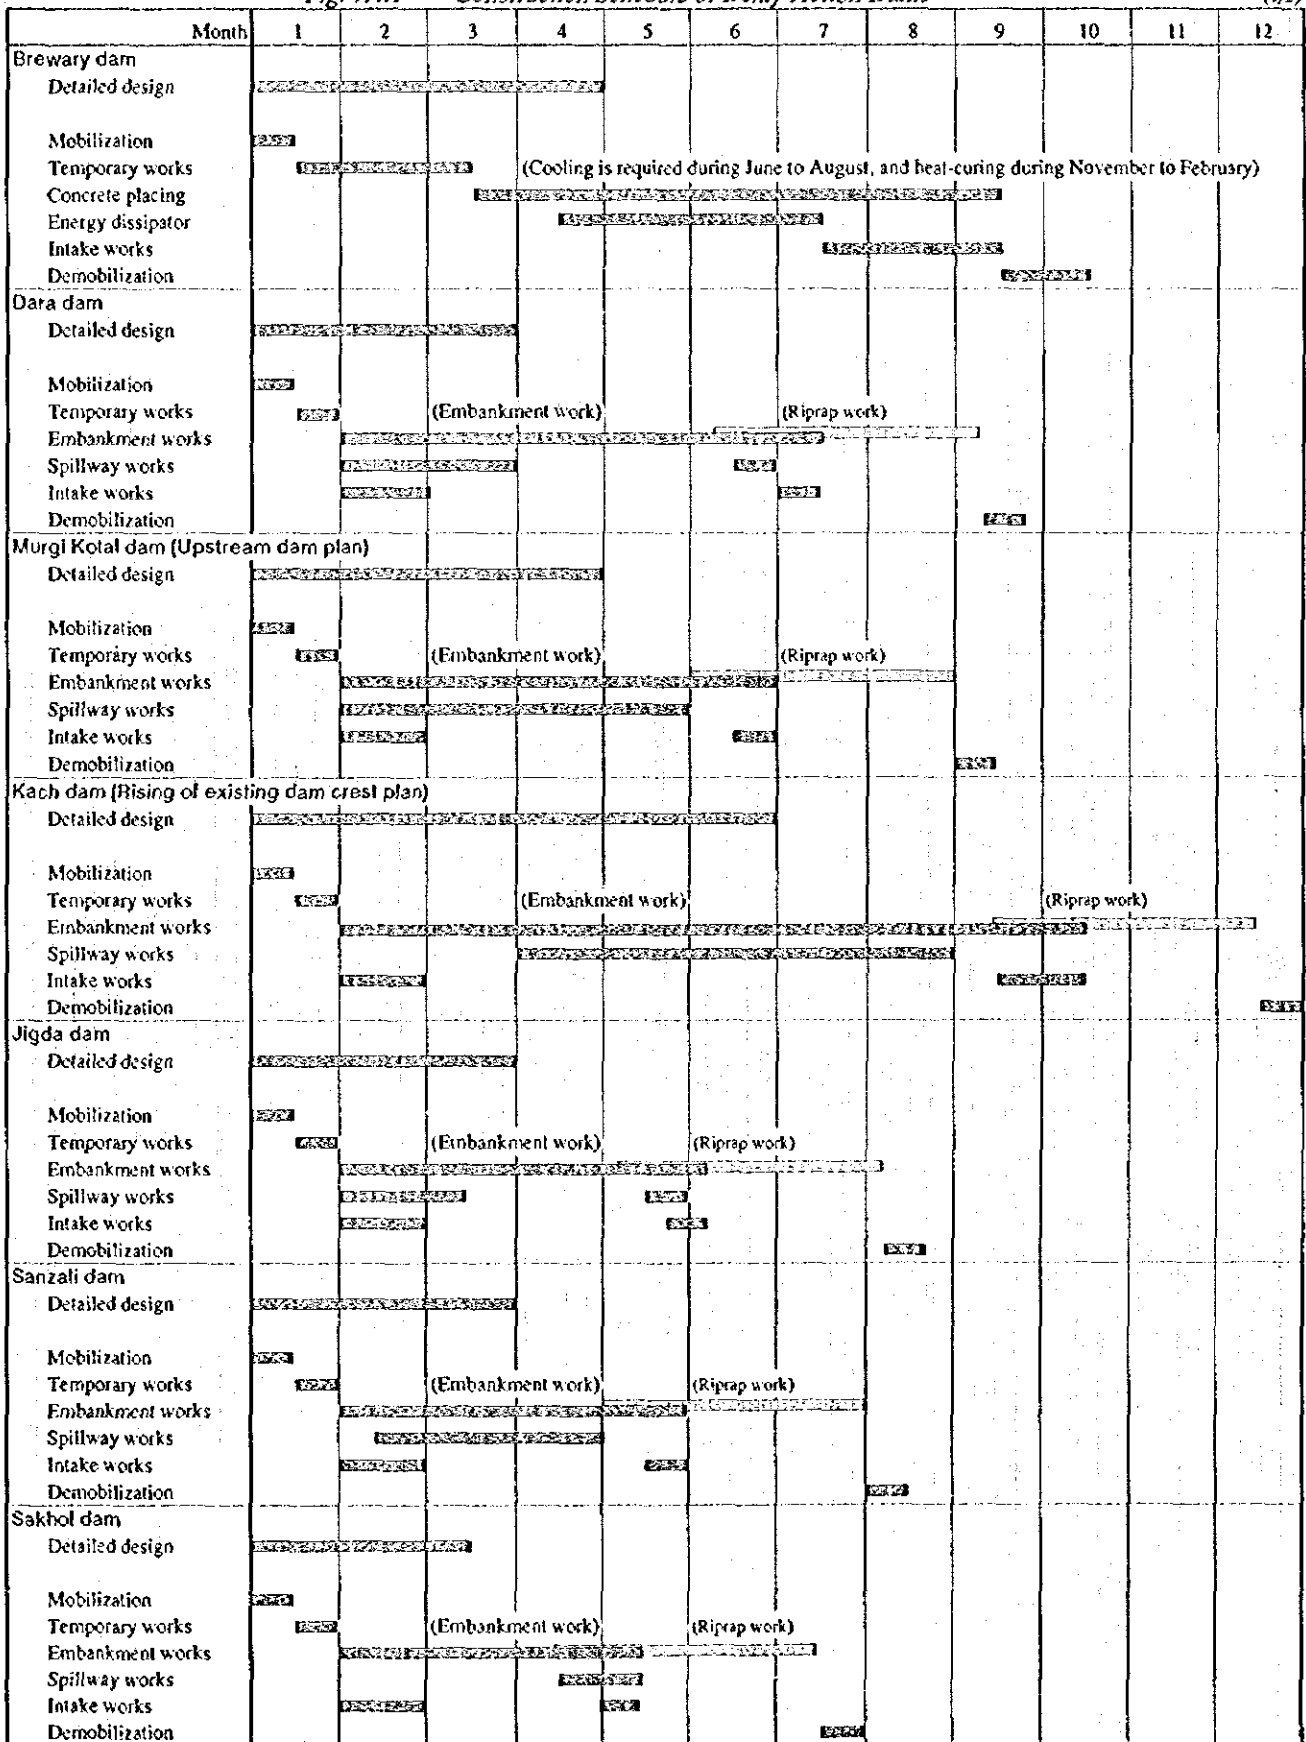 Month 1 2 3 4 5 6 7 8 9 10 11 12
Brewary dam
Detailed design
Mobilization
Temporary works (Cooling is required during June to August, and heat-curing during November to February)
Concrete placing
Energy dissipator
Intake works
Demobilization
Dara dam
Detailed design
Mobilization
Temporary works (Embankment work) (Riprap work)
Embankment works
Spillway works
Intake works
Demobilization
Murgi Kotal dam (Upstream dam plan)
Detailed design
Mobilization
Temporary works (Embankment work) (Riprap work)
Embankment works
Spillway works
Intake works
Demobilization
Kach dam (Rising of existing dam crest plan)
Detailed design
Mobilization
Temporary works (Embankment work) (Riprap work)
Embankment works
Spillway works
Intake works
Demobilization
Jigda dam
Detailed design
Mobilization
Temporary works (Embankment work) (Riprap work)
Embankment works
Spillway works
Intake works
Demobilization
Sanzali dam
Detailed design
Mobilization
Temporary works (Embankment work) (Riprap work)
Embankment works
Spillway works
Intake works
Demobilization
Sakhol dam
Detailed design
Mobilization
Temporary works (Embankment work) (Riprap work)
Embankment works
Spillway works
Intake works
Demobilization